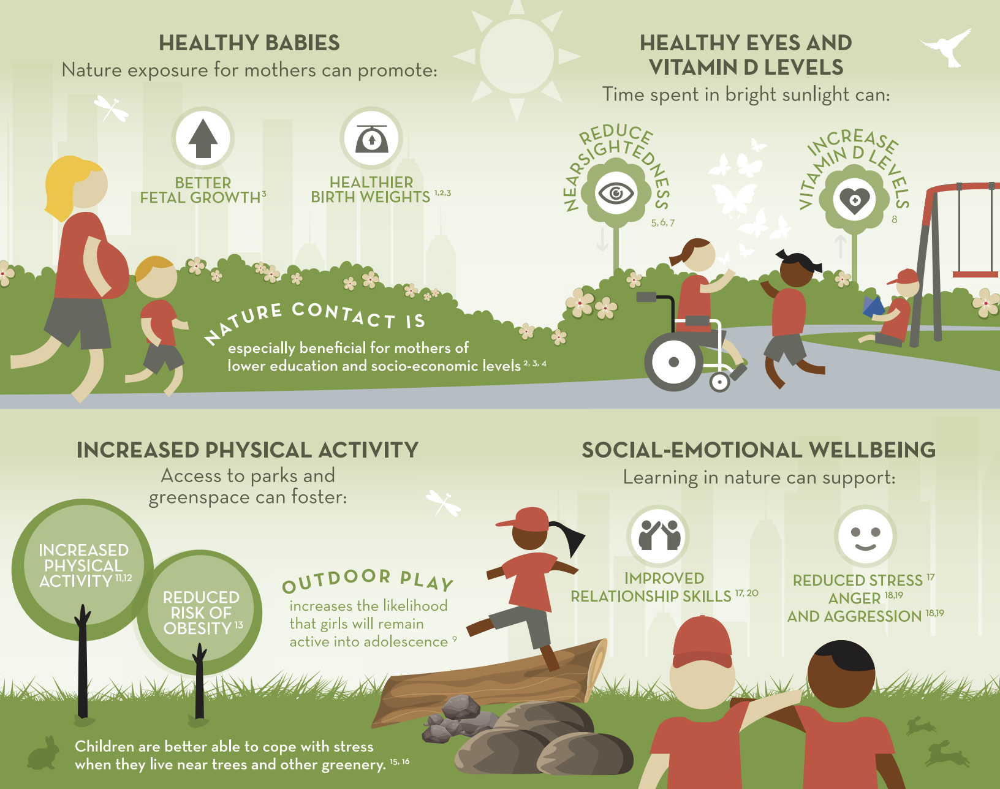 HEALTHY BABIES
Nature exposure for mothers can promote:
BETTER
FETAL GROWTH 3
HEALTHIER
BIRTH WEIGHTS 1,2,3
NATURE CONTACT IS
especially beneficial for mothers of
lower education and socio-economic levels 2, 3, 4
HEALTHY EYES AND
VITAMIN D LEVELS
Time spent in bright sunlight can:
REDUCE
NEARSIGHTEDNESS
5, 6, 7
INCREASE
VITAMIN D LEVELS
8
INCREASED PHYSICAL ACTIVITY
Access to parks and
greenspace can foster:
INCREASED
PHYSICAL
ACTIVITY 11,12
REDUCED
RISK OF
OBESITY 13
OUTDOOR PLAY
increases the likelihood
that girls will remain
active into adolescence 9
Children are better able to cope with stress
when they live near trees and other greenery. 15, 16
SOCIAL-EMOTIONAL WELLBEING
Learning in nature can support:
IMPROVED
RELATIONSHIP SKILLS 17, 20
REDUCED STRESS 17
ANGER 18,19
AND AGGRESSION 18,19